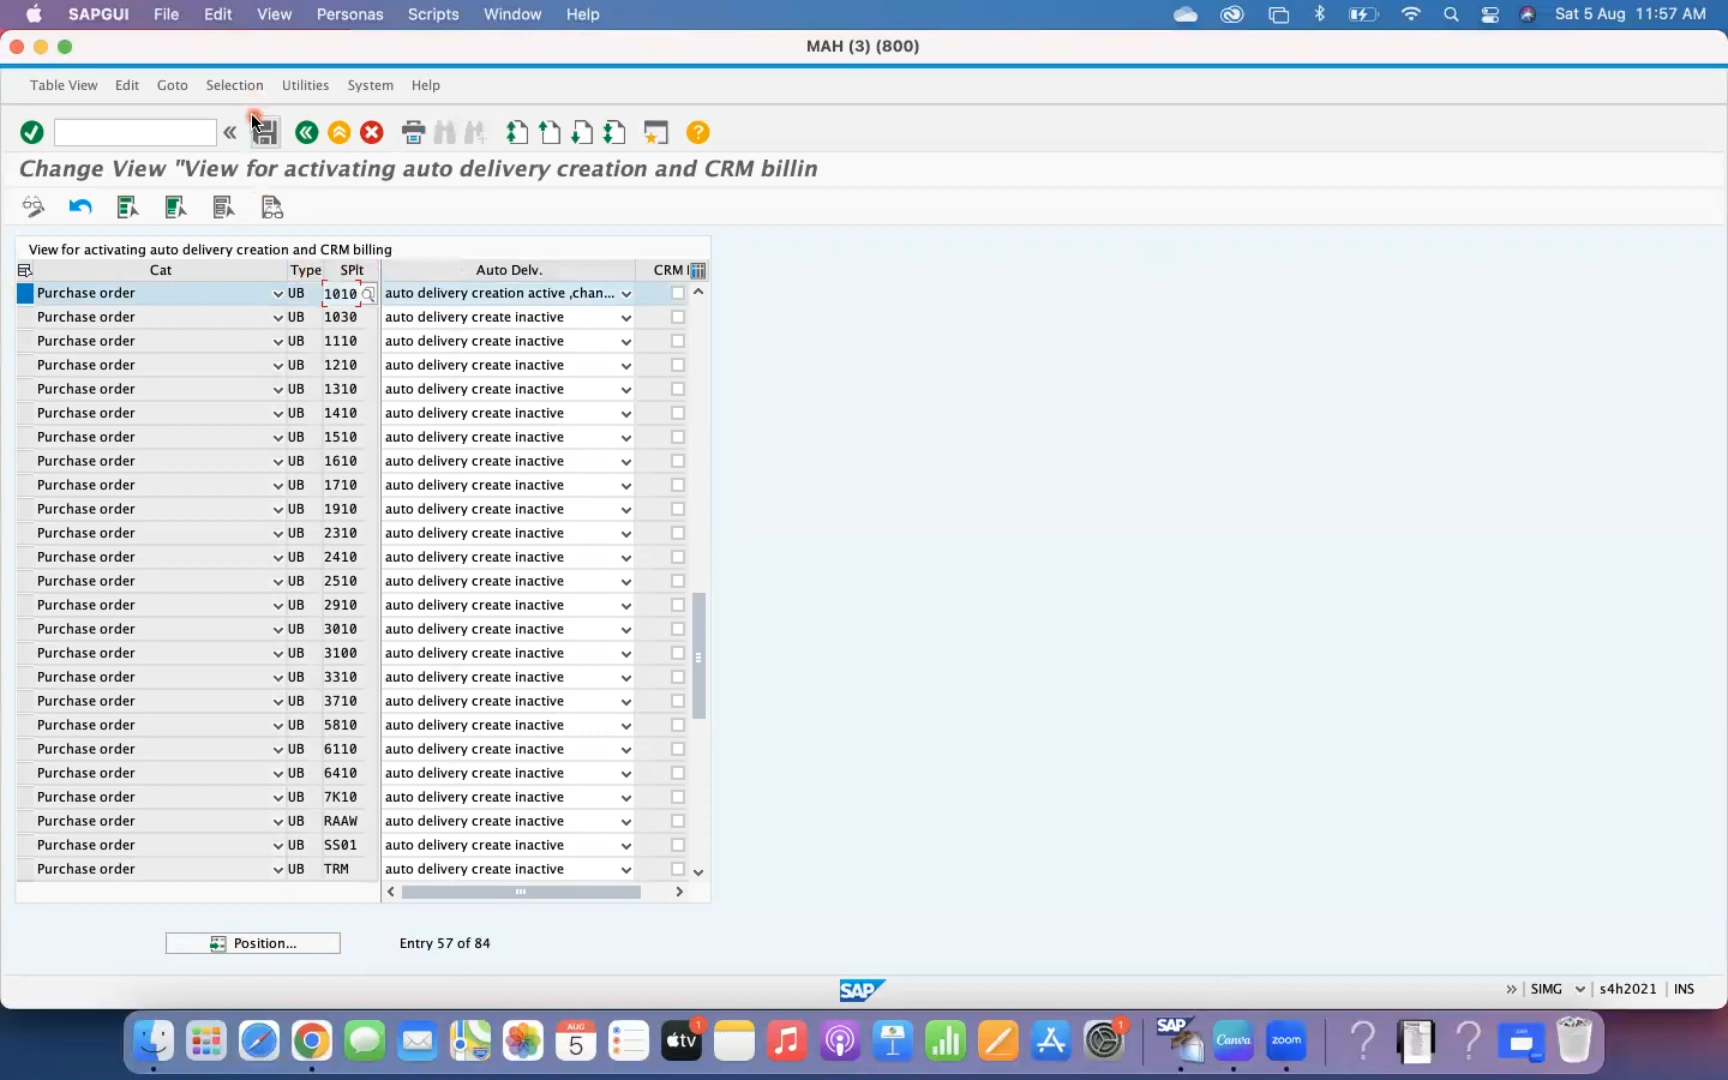 SAPGUI File Edit View Personas Scripts Window Help Sat 5 Aug 11:57 AM
MAH (3) (800)
Table View Edit Goto Selection Utilities System Help
Change View "View for activating auto delivery creation and CRM billin
View for activating auto delivery creation and CRM billing
Cat Type SPlt Auto Delv. CRM
Purchase order UB 1010 auto delivery creation active ,chan...
Purchase order UB 1030 auto delivery create inactive
Purchase order UB 1110 auto delivery create inactive
Purchase order UB 1210 auto delivery create inactive
Purchase order UB 1310 auto delivery create inactive
Purchase order UB 1410 auto delivery create inactive
Purchase order UB 1510 auto delivery create inactive
Purchase order UB 1610 auto delivery create inactive
Purchase order UB 1710 auto delivery create inactive
Purchase order UB 1910 auto delivery create inactive
Purchase order UB 2310 auto delivery create inactive
Purchase order UB 2410 auto delivery create inactive
Purchase order UB 2510 auto delivery create inactive
Purchase order UB 2910 auto delivery create inactive
Purchase order UB 3010 auto delivery create inactive
Purchase order UB 3100 auto delivery create inactive
Purchase order UB 3310 auto delivery create inactive
Purchase order UB 3710 auto delivery create inactive
Purchase order UB 5810 auto delivery create inactive
Purchase order UB 6110 auto delivery create inactive
Purchase order UB 6410 auto delivery create inactive
Purchase order UB 7K10 auto delivery create inactive
Purchase order UB RAAW auto delivery create inactive
Purchase order UB SS01 auto delivery create inactive
Purchase order UB TRM auto delivery create inactive
Position... Entry 57 of 84
SAP SIMG s4h2021 INS
AUG 5 tv 1 1 SAP Canva zoom